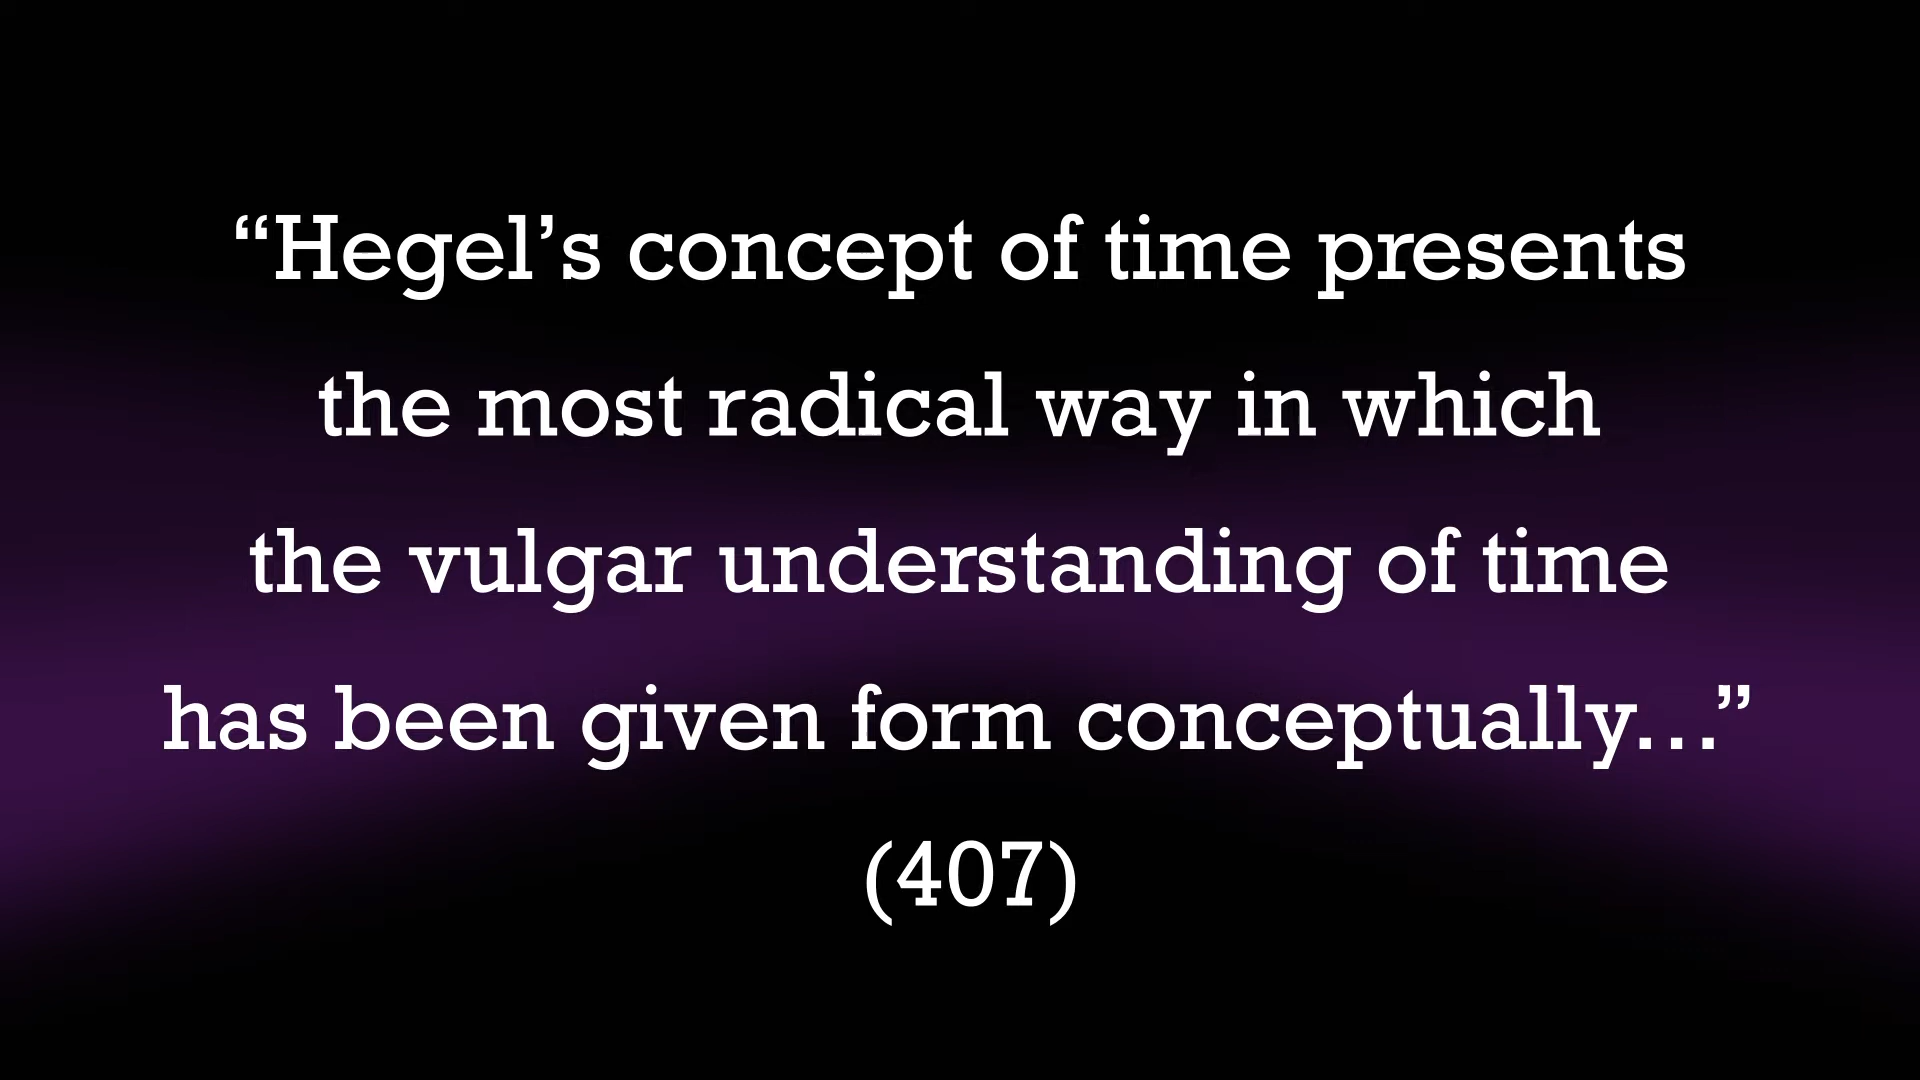 “Hegel’s concept of time presents
the most radical way in which
the vulgar understanding of time
has been given form conceptually…”
(407)